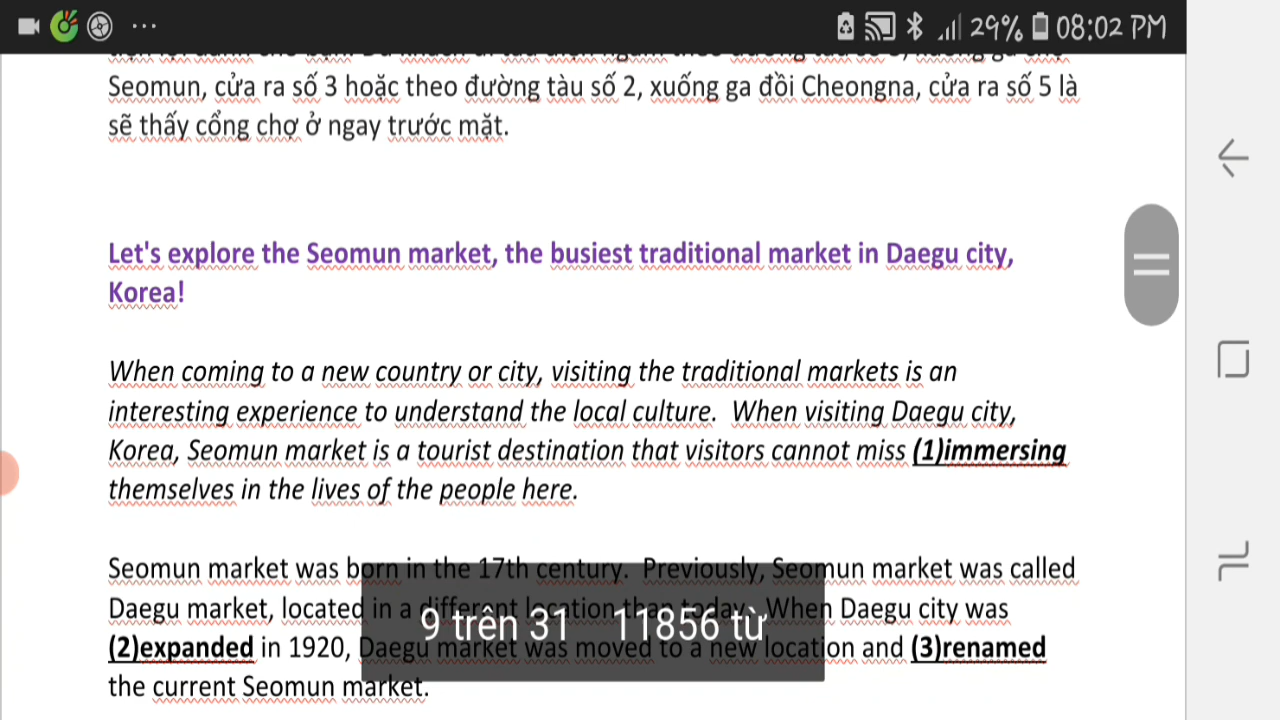 29% 08:02 PM
Seomun, cửa ra số 3 hoặc theo đường tàu số 2, xuống ga đồi Cheongna, cửa ra số 5 là
sẽ thấy cổng chợ ở ngay trước mặt.
Let's explore the Seomun market, the busiest traditional market in Daegu city,
Korea!
When coming to a new country or city, visiting the traditional markets is an
interesting experience to understand the local culture. When visiting Daegu city,
Korea, Seomun market is a tourist destination that visitors cannot miss (1)immersing
themselves in the lives of the people here.
Seomun market was born in the 17th century. Previously, Seomun market was called
Daegu market, located in a different location than today. When Daegu city was
9 trên 31 11856 từ
(2)expanded in 1920, Daegu market was moved to a new location and (3)renamed
the current Seomun market.